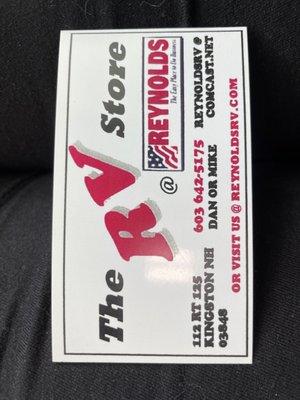 The RV Store
@ REYNOLDS
The Easy Place to Do Business
112 RT 125
KINGSTON NH
03848
603 642-5175
DAN OR MIKE
REYNOLDSRV @
COMCAST.NET
OR VISIT US @ REYNOLDSRV.COM